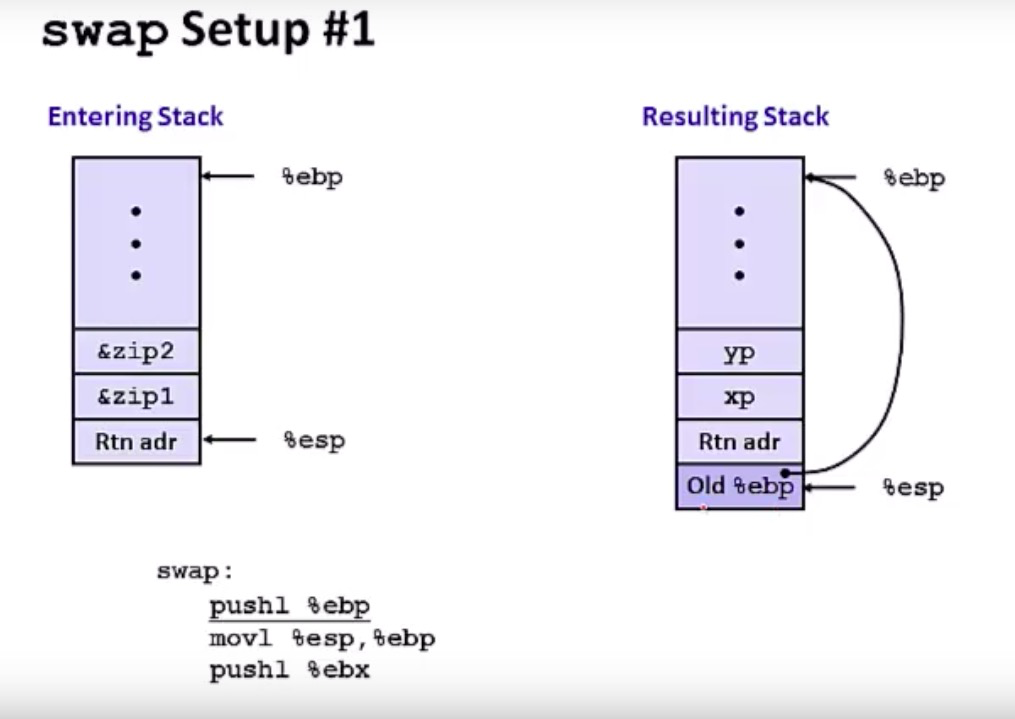 swap Setup #1
Entering Stack
%ebp
&zip2
&zip1
Rtn adr
%esp
Resulting Stack
%ebp
yp
xp
Rtn adr
Old %ebp
%esp
swap:
pushl %ebp
movl %esp,%ebp
pushl %ebx